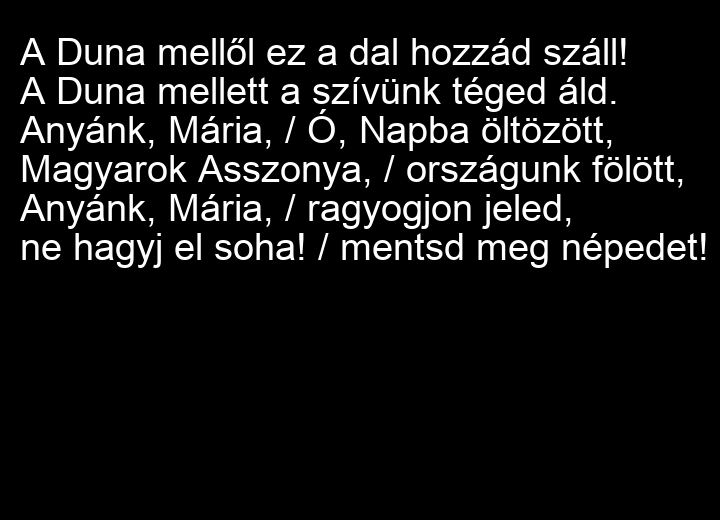 A Duna mellől ez a dal hozzád száll!
A Duna mellett a szívünk téged áld.
Anyánk, Mária, / Ó, Napba öltözött,
Magyarok Asszonya, / országunk fölött,
Anyánk, Mária, / ragyogjon jeled,
ne hagyj el soha! / mentsd meg népedet!